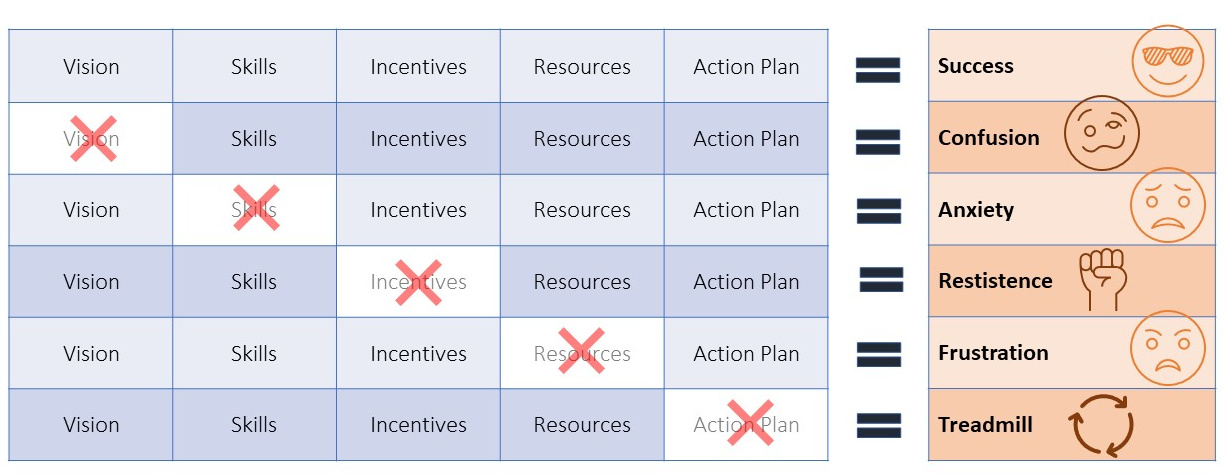 Vision Skills Incentives Resources Action Plan = Success
Vision Skills Incentives Resources Action Plan = Confusion
Vision Skills Incentives Resources Action Plan = Anxiety
Vision Skills Incentives Resources Action Plan = Restistence
Vision Skills Incentives Resources Action Plan = Frustration
Vision Skills Incentives Resources Action Plan = Treadmill